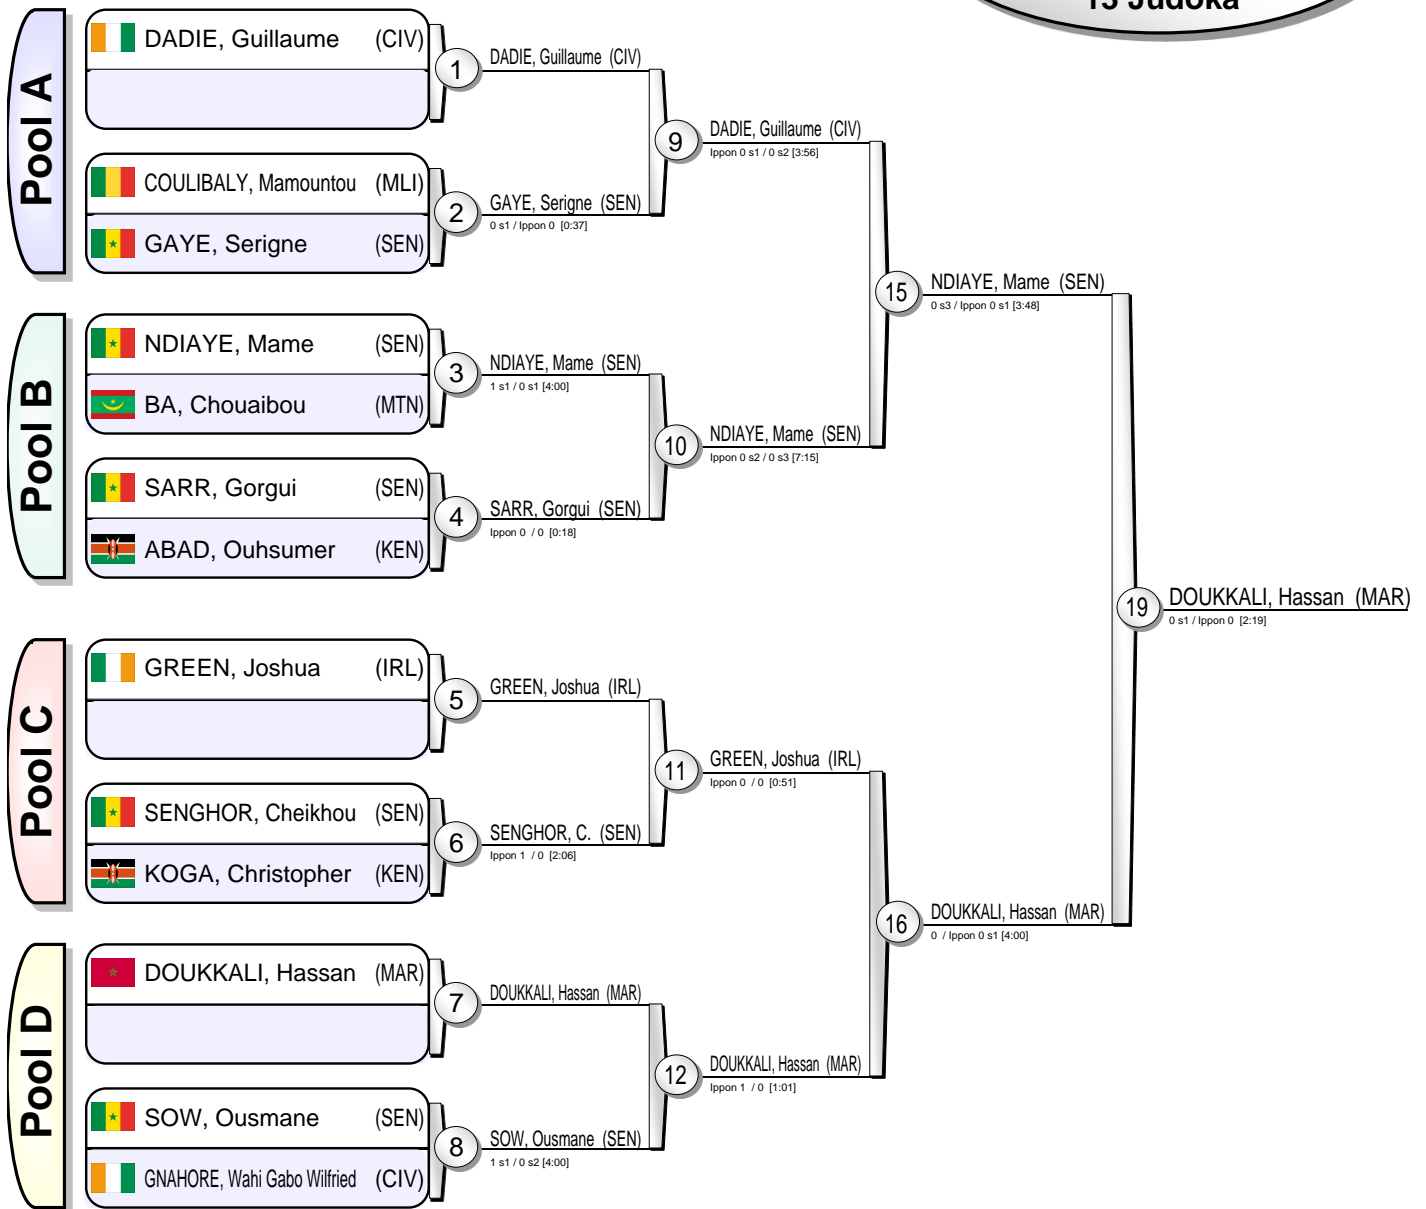 13 Judoka
Pool A
DADIE, Guillaume (CIV)
1
DADIE, Guillaume (CIV)
COULIBALY, Mamountou (MLI)
GAYE, Serigne (SEN)
2
GAYE, Serigne (SEN)
0 s1 / Ippon 0 [0:37]
9
DADIE, Guillaume (CIV)
Ippon 0 s1 / 0 s2 [3:56]
Pool B
NDIAYE, Mame (SEN)
BA, Chouaibou (MTN)
3
NDIAYE, Mame (SEN)
1 s1 / 0 s1 [4:00]
SARR, Gorgui (SEN)
ABAD, Ouhsumer (KEN)
4
SARR, Gorgui (SEN)
Ippon 0 / 0 [0:18]
10
NDIAYE, Mame (SEN)
Ippon 0 s2 / 0 s3 [7:15]
15
NDIAYE, Mame (SEN)
0 s3 / Ippon 0 s1 [3:48]
Pool C
GREEN, Joshua (IRL)
5
GREEN, Joshua (IRL)
SENGHOR, Cheikhou (SEN)
KOGA, Christopher (KEN)
6
SENGHOR, C. (SEN)
Ippon 1 / 0 [2:06]
11
GREEN, Joshua (IRL)
Ippon 0 / 0 [0:51]
Pool D
DOUKKALI, Hassan (MAR)
7
DOUKKALI, Hassan (MAR)
SOW, Ousmane (SEN)
GNAHORE, Wahi Gabo Wilfried (CIV)
8
SOW, Ousmane (SEN)
1 s1 / 0 s2 [4:00]
12
DOUKKALI, Hassan (MAR)
Ippon 1 / 0 [1:01]
16
DOUKKALI, Hassan (MAR)
0 / Ippon 0 s1 [4:00]
19
DOUKKALI, Hassan (MAR)
0 s1 / Ippon 0 [2:19]